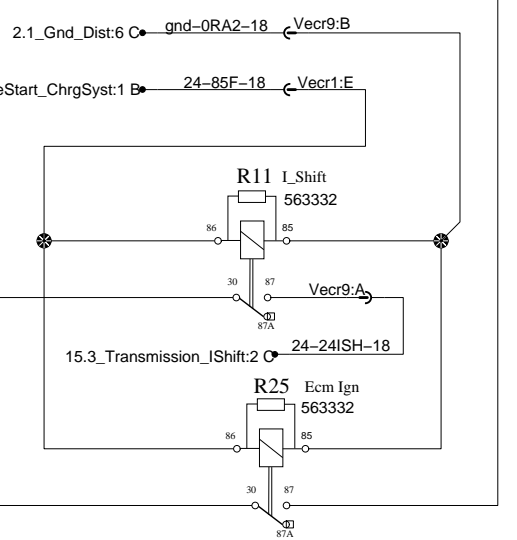 2.1_Gnd_Dist:6 C gnd-0RA2-18 Vecr9:B
eStart_ChrgSyst:1 B 24-85F-18 Vecr1:E
R11 I_Shift
563332
86 85
30 87
Vecr9:A
87A
24-24ISH-18
15.3_Transmission_IShift:2 C
R25 Ecm Ign
563332
86 85
30 87
87A